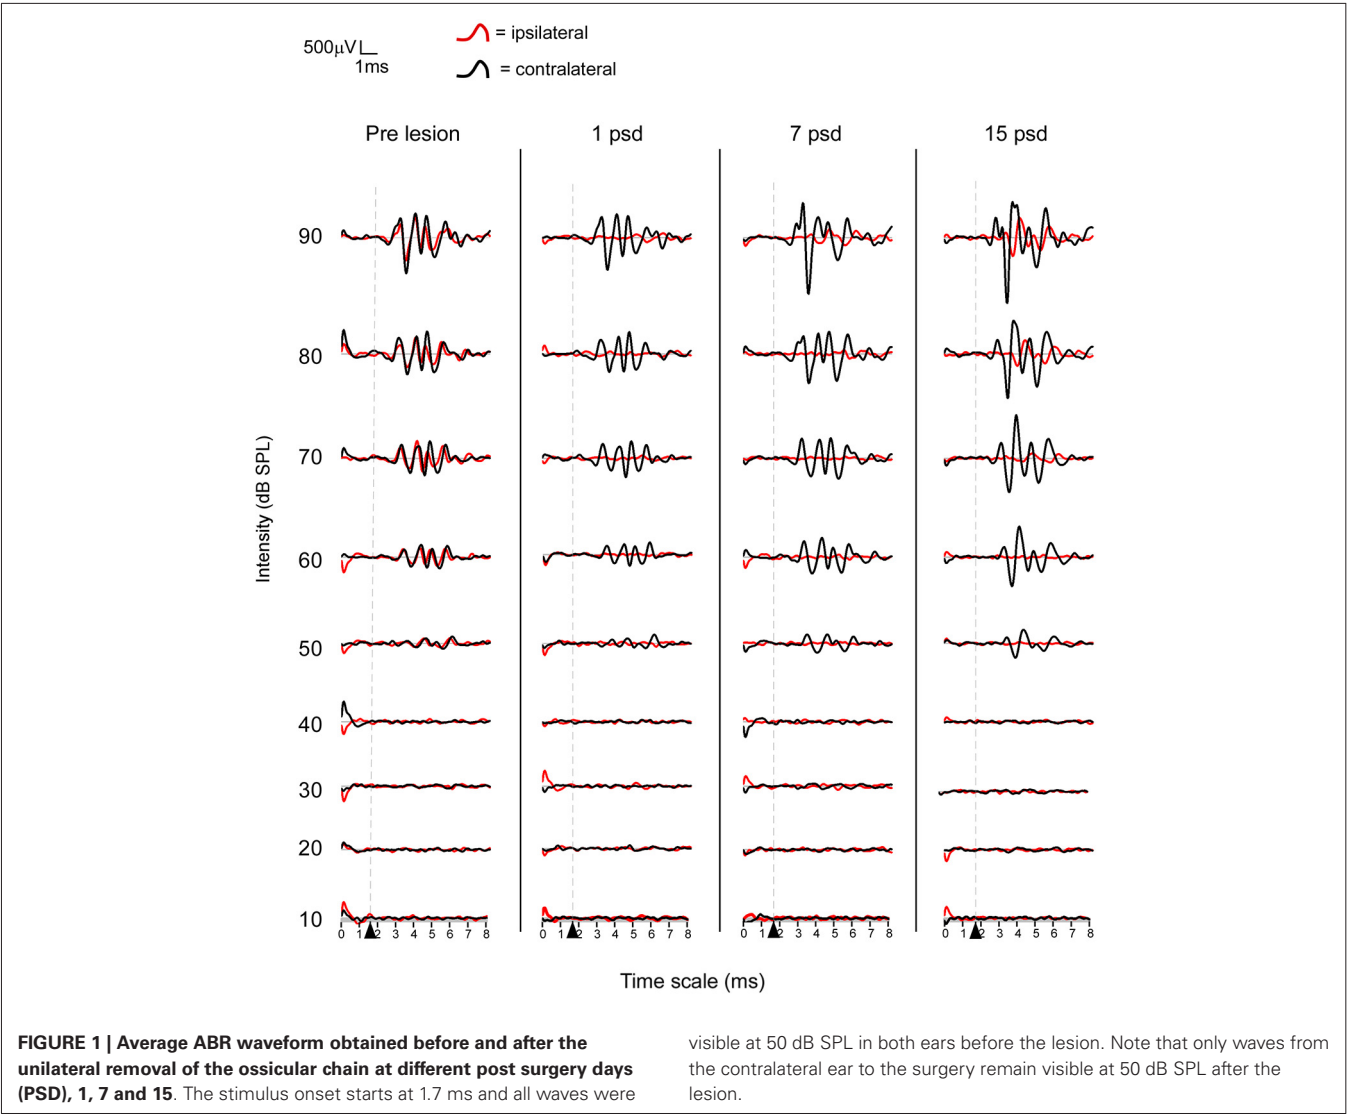 500µV
1ms
= ipsilateral
= contralateral
Pre lesion
1 psd
7 psd
15 psd
Intensity (dB SPL)
90
80
70
60
50
40
30
20
10
0 1 2 3 4 5 6 7 8
0 1 2 3 4 5 6 7 8
0 1 2 3 4 5 6 7 8
0 1 2 3 4 5 6 7 8
Time scale (ms)
FIGURE 1 | Average ABR waveform obtained before and after the
unilateral removal of the ossicular chain at different post surgery days
(PSD), 1, 7 and 15. The stimulus onset starts at 1.7 ms and all waves were
visible at 50 dB SPL in both ears before the lesion. Note that only waves from
the contralateral ear to the surgery remain visible at 50 dB SPL after the
lesion.